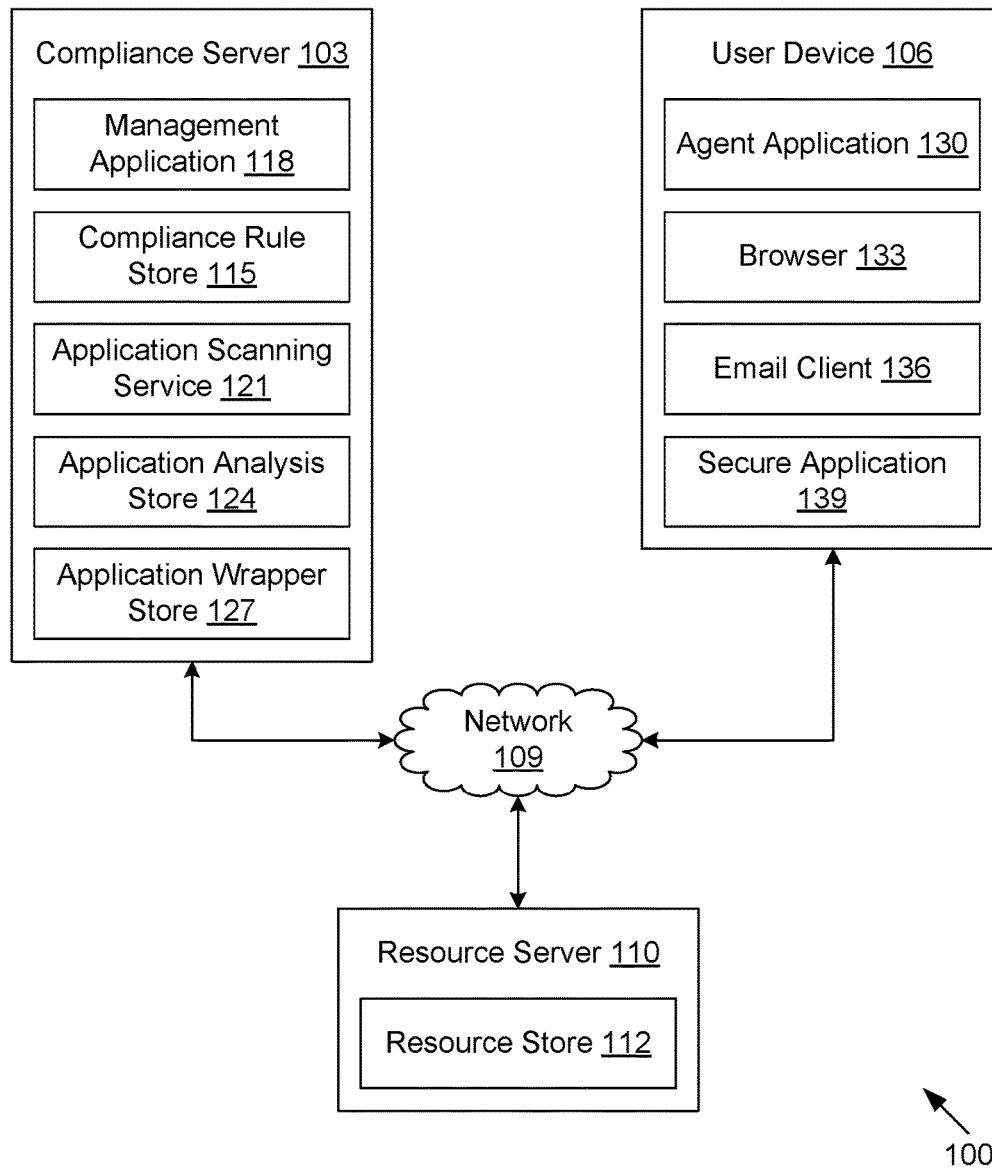 Compliance Server 103
Management
Application 118
Compliance Rule
Store 115
Application Scanning
Service 121
Application Analysis
Store 124
Application Wrapper
Store 127
User Device 106
Agent Application 130
Browser 133
Email Client 136
Secure Application
139
Network
109
Resource Server 110
Resource Store 112
100